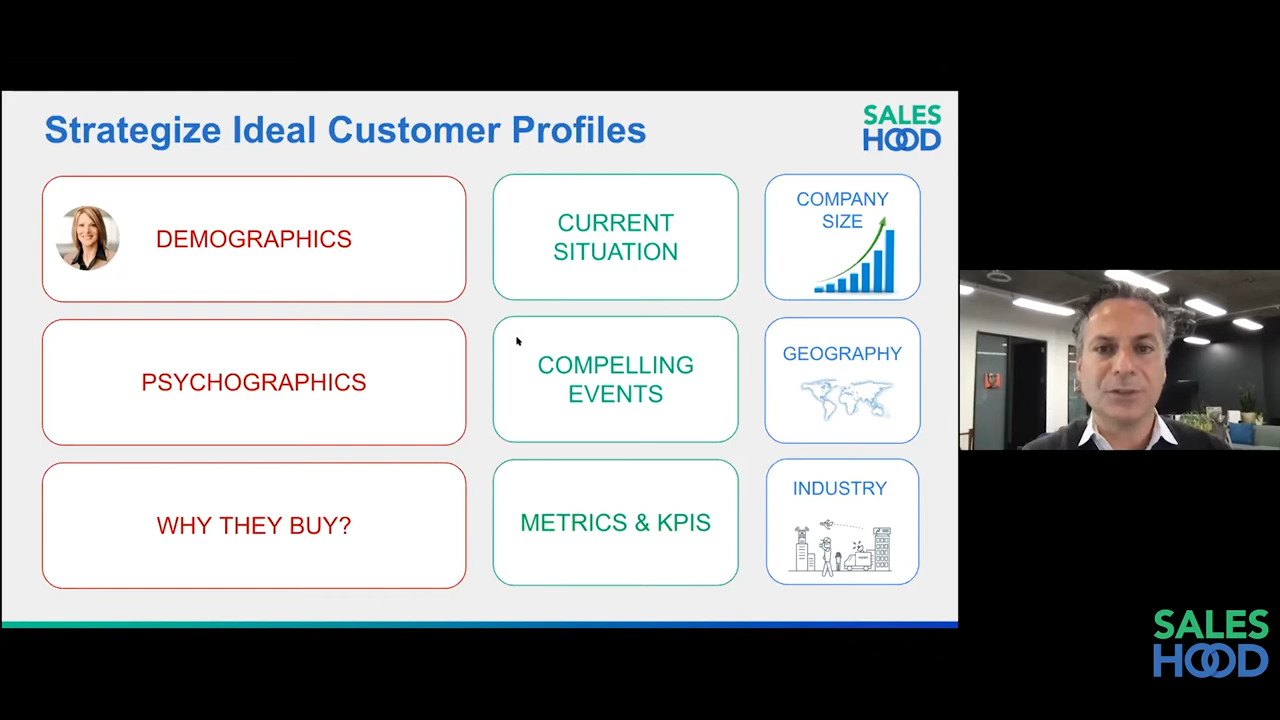 Strategize Ideal Customer Profiles
SALES
HOOD
DEMOGRAPHICS
CURRENT
SITUATION
COMPANY
SIZE
PSYCHOGRAPHICS
COMPELLING
EVENTS
GEOGRAPHY
WHY THEY BUY?
METRICS & KPIS
INDUSTRY
SALES
HOOD